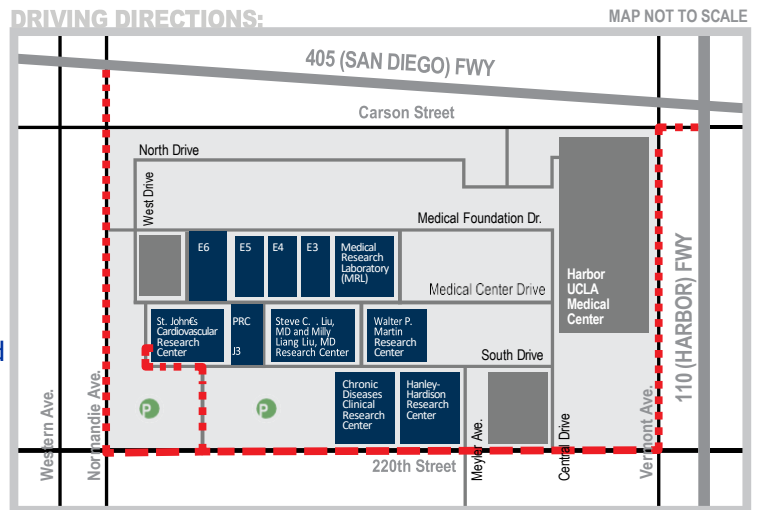 DRIVING DIRECTIONS:
MAP NOT TO SCALE
405 (SAN DIEGO) FWY
Carson Street
North Drive
West Drive
Medical Foundation Dr.
E6
E5
E4
E3
Medical
Research
Laboratory
(MRL)
Medical Center Drive
Harbor
UCLA
Medical
Center
110 (HARBOR) FWY
St. John€s
Cardiovascular
Research
Center
PRC
J3
Steve C. . Liu,
MD and Milly
Liang Liu, MD
Research Center
Walter P.
Martin
Research
Center
South Drive
d
Chronic
Diseases
Clinical
Research
Center
Hanley-
Hardison
Research
Center
P
P
Western Ave.
Normandie Ave.
220th Street
Meyler Ave.
Central Drive
Vermont Ave.